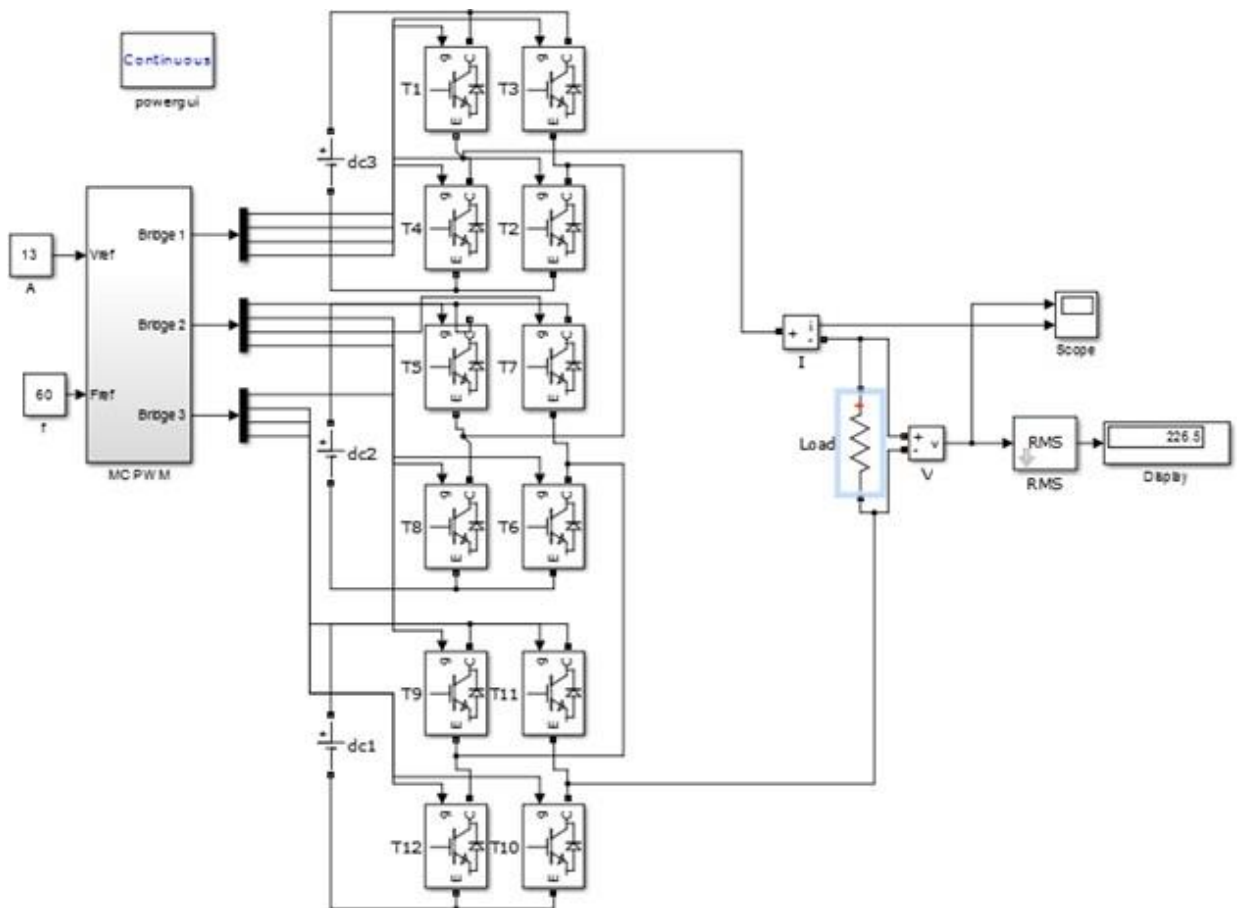 Continuous
powergui
13
A
60
f
Vref
Fref
Bridge 1
Bridge 2
Bridge 3
MC PWM
+
dc3
+
dc2
+
dc1
g C
T1
E
g C
T3
E
g C
T4
E
g C
T2
E
g C
T5
E
g C
T7
E
g C
T8
E
g C
T6
E
g C
T9
E
g C
T11
E
g C
T12
E
g C
T10
E
+ i
-
I
Scope
+
Load
+
- v
V
RMS
RMS
226.5
Display